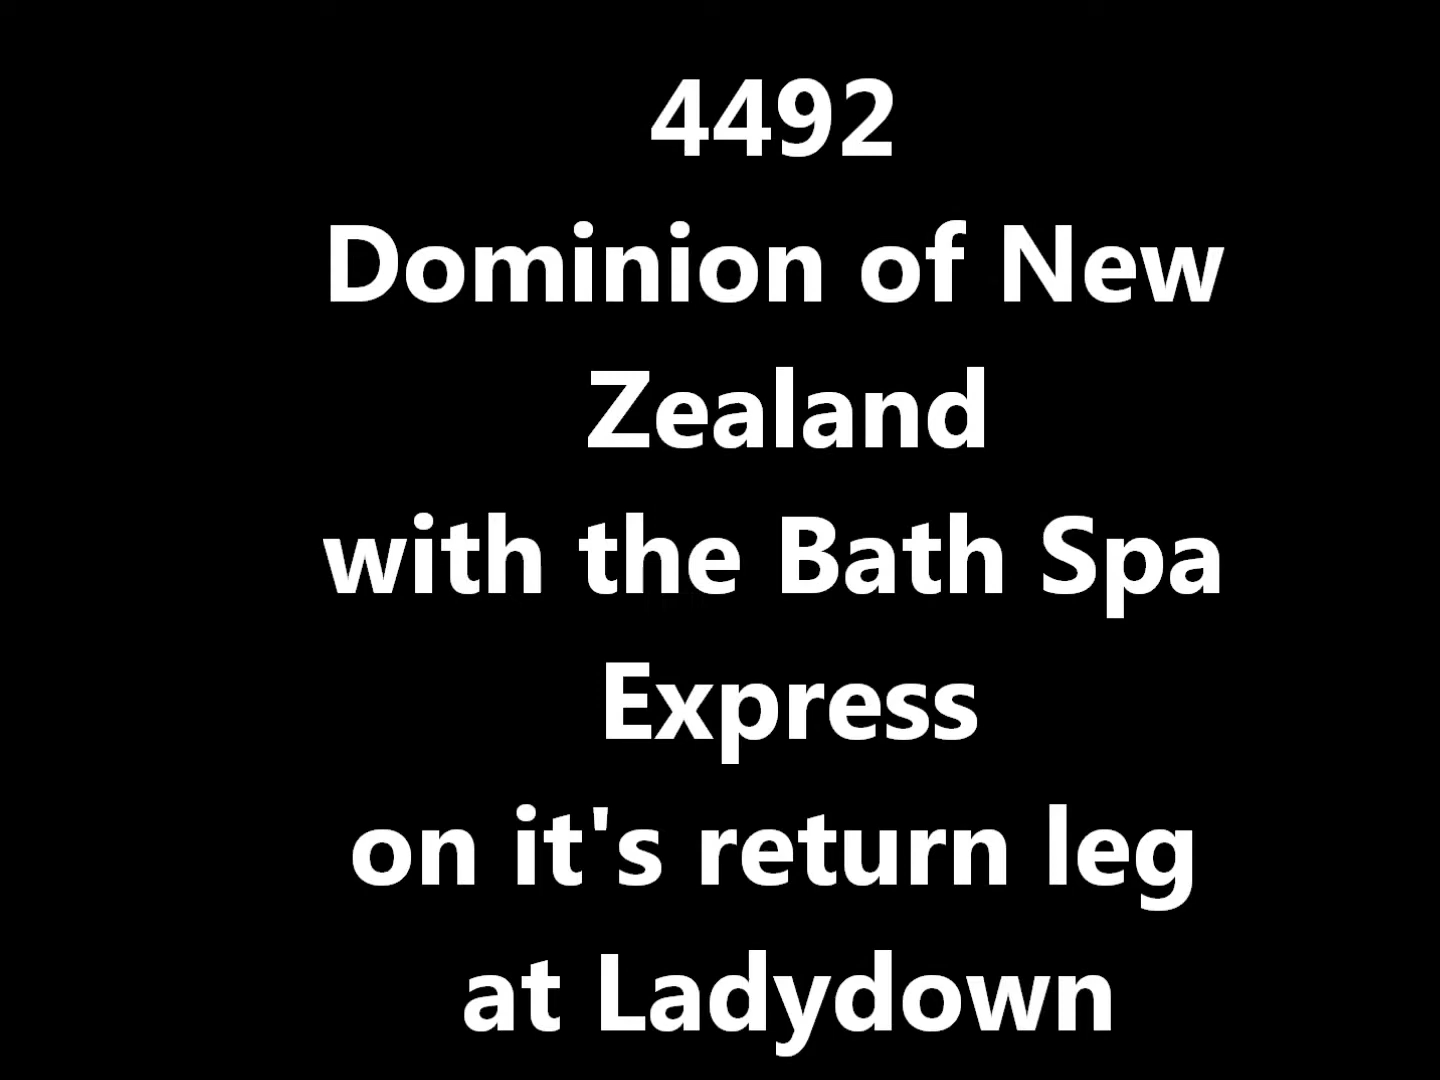 4492
Dominion of New
Zealand
with the Bath Spa
Express
on it's return leg
at Ladydown